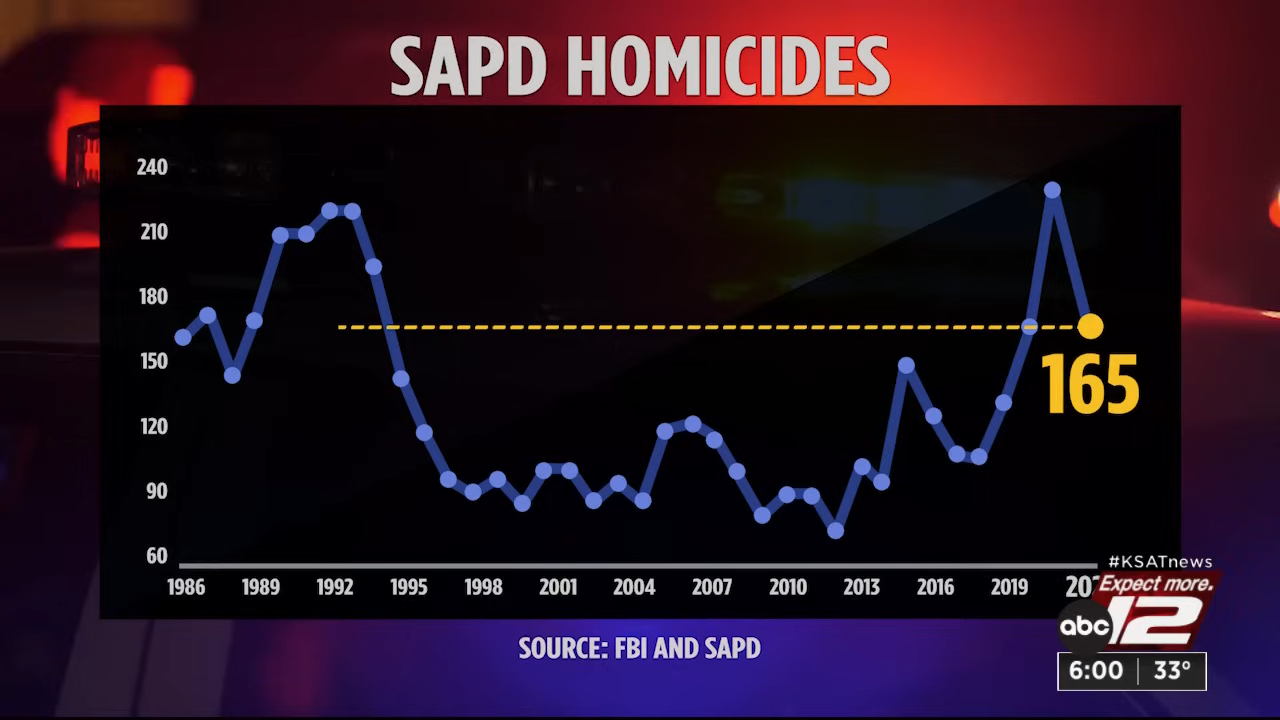 SAPD HOMICIDES
240
210
180
150
120
90
60
165
1986 1989 1992 1995 1998 2001 2004 2007 2010 2013 2016 2019
SOURCE: FBI AND SAPD
#KSATnews
Expect more.
abc 12
6:00 33°